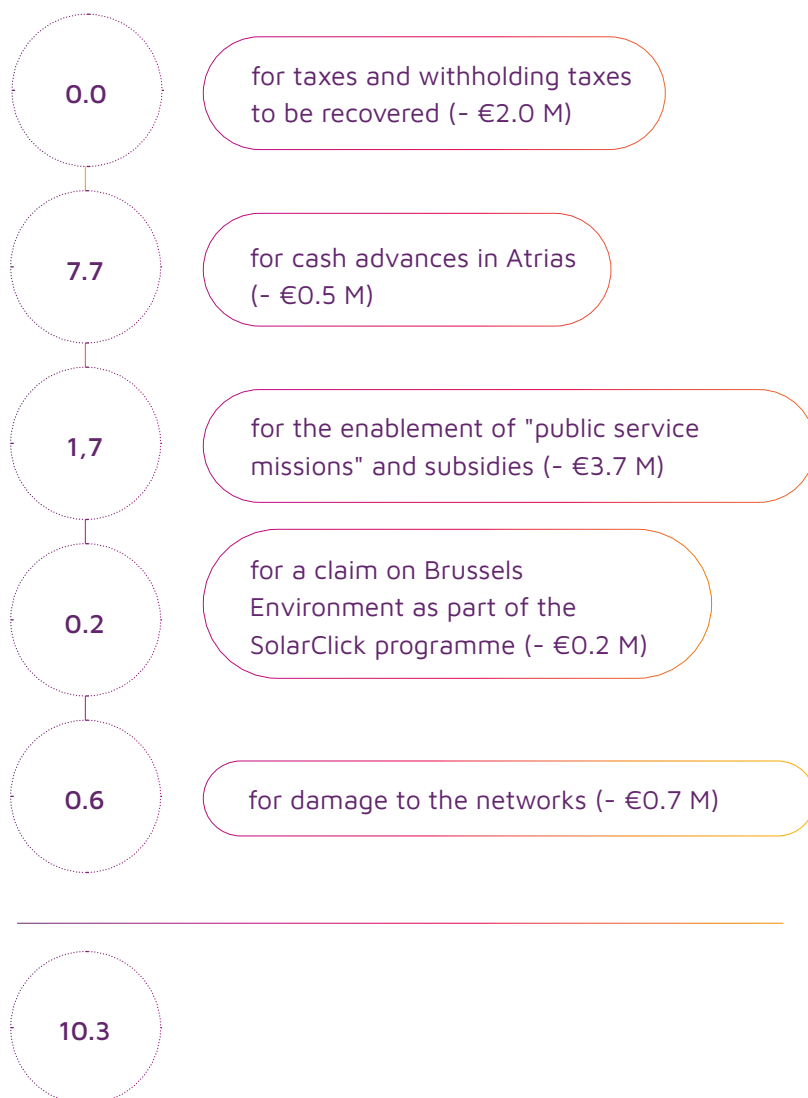 0.0
for taxes and withholding taxes
to be recovered (- €2.0 M)
7.7
for cash advances in Atrias
(- €0.5 M)
1,7
for the enablement of "public service
missions" and subsidies (- €3.7 M)
0.2
for a claim on Brussels
Environment as part of the
SolarClick programme (- €0.2 M)
0.6
for damage to the networks (- €0.7 M)
10.3